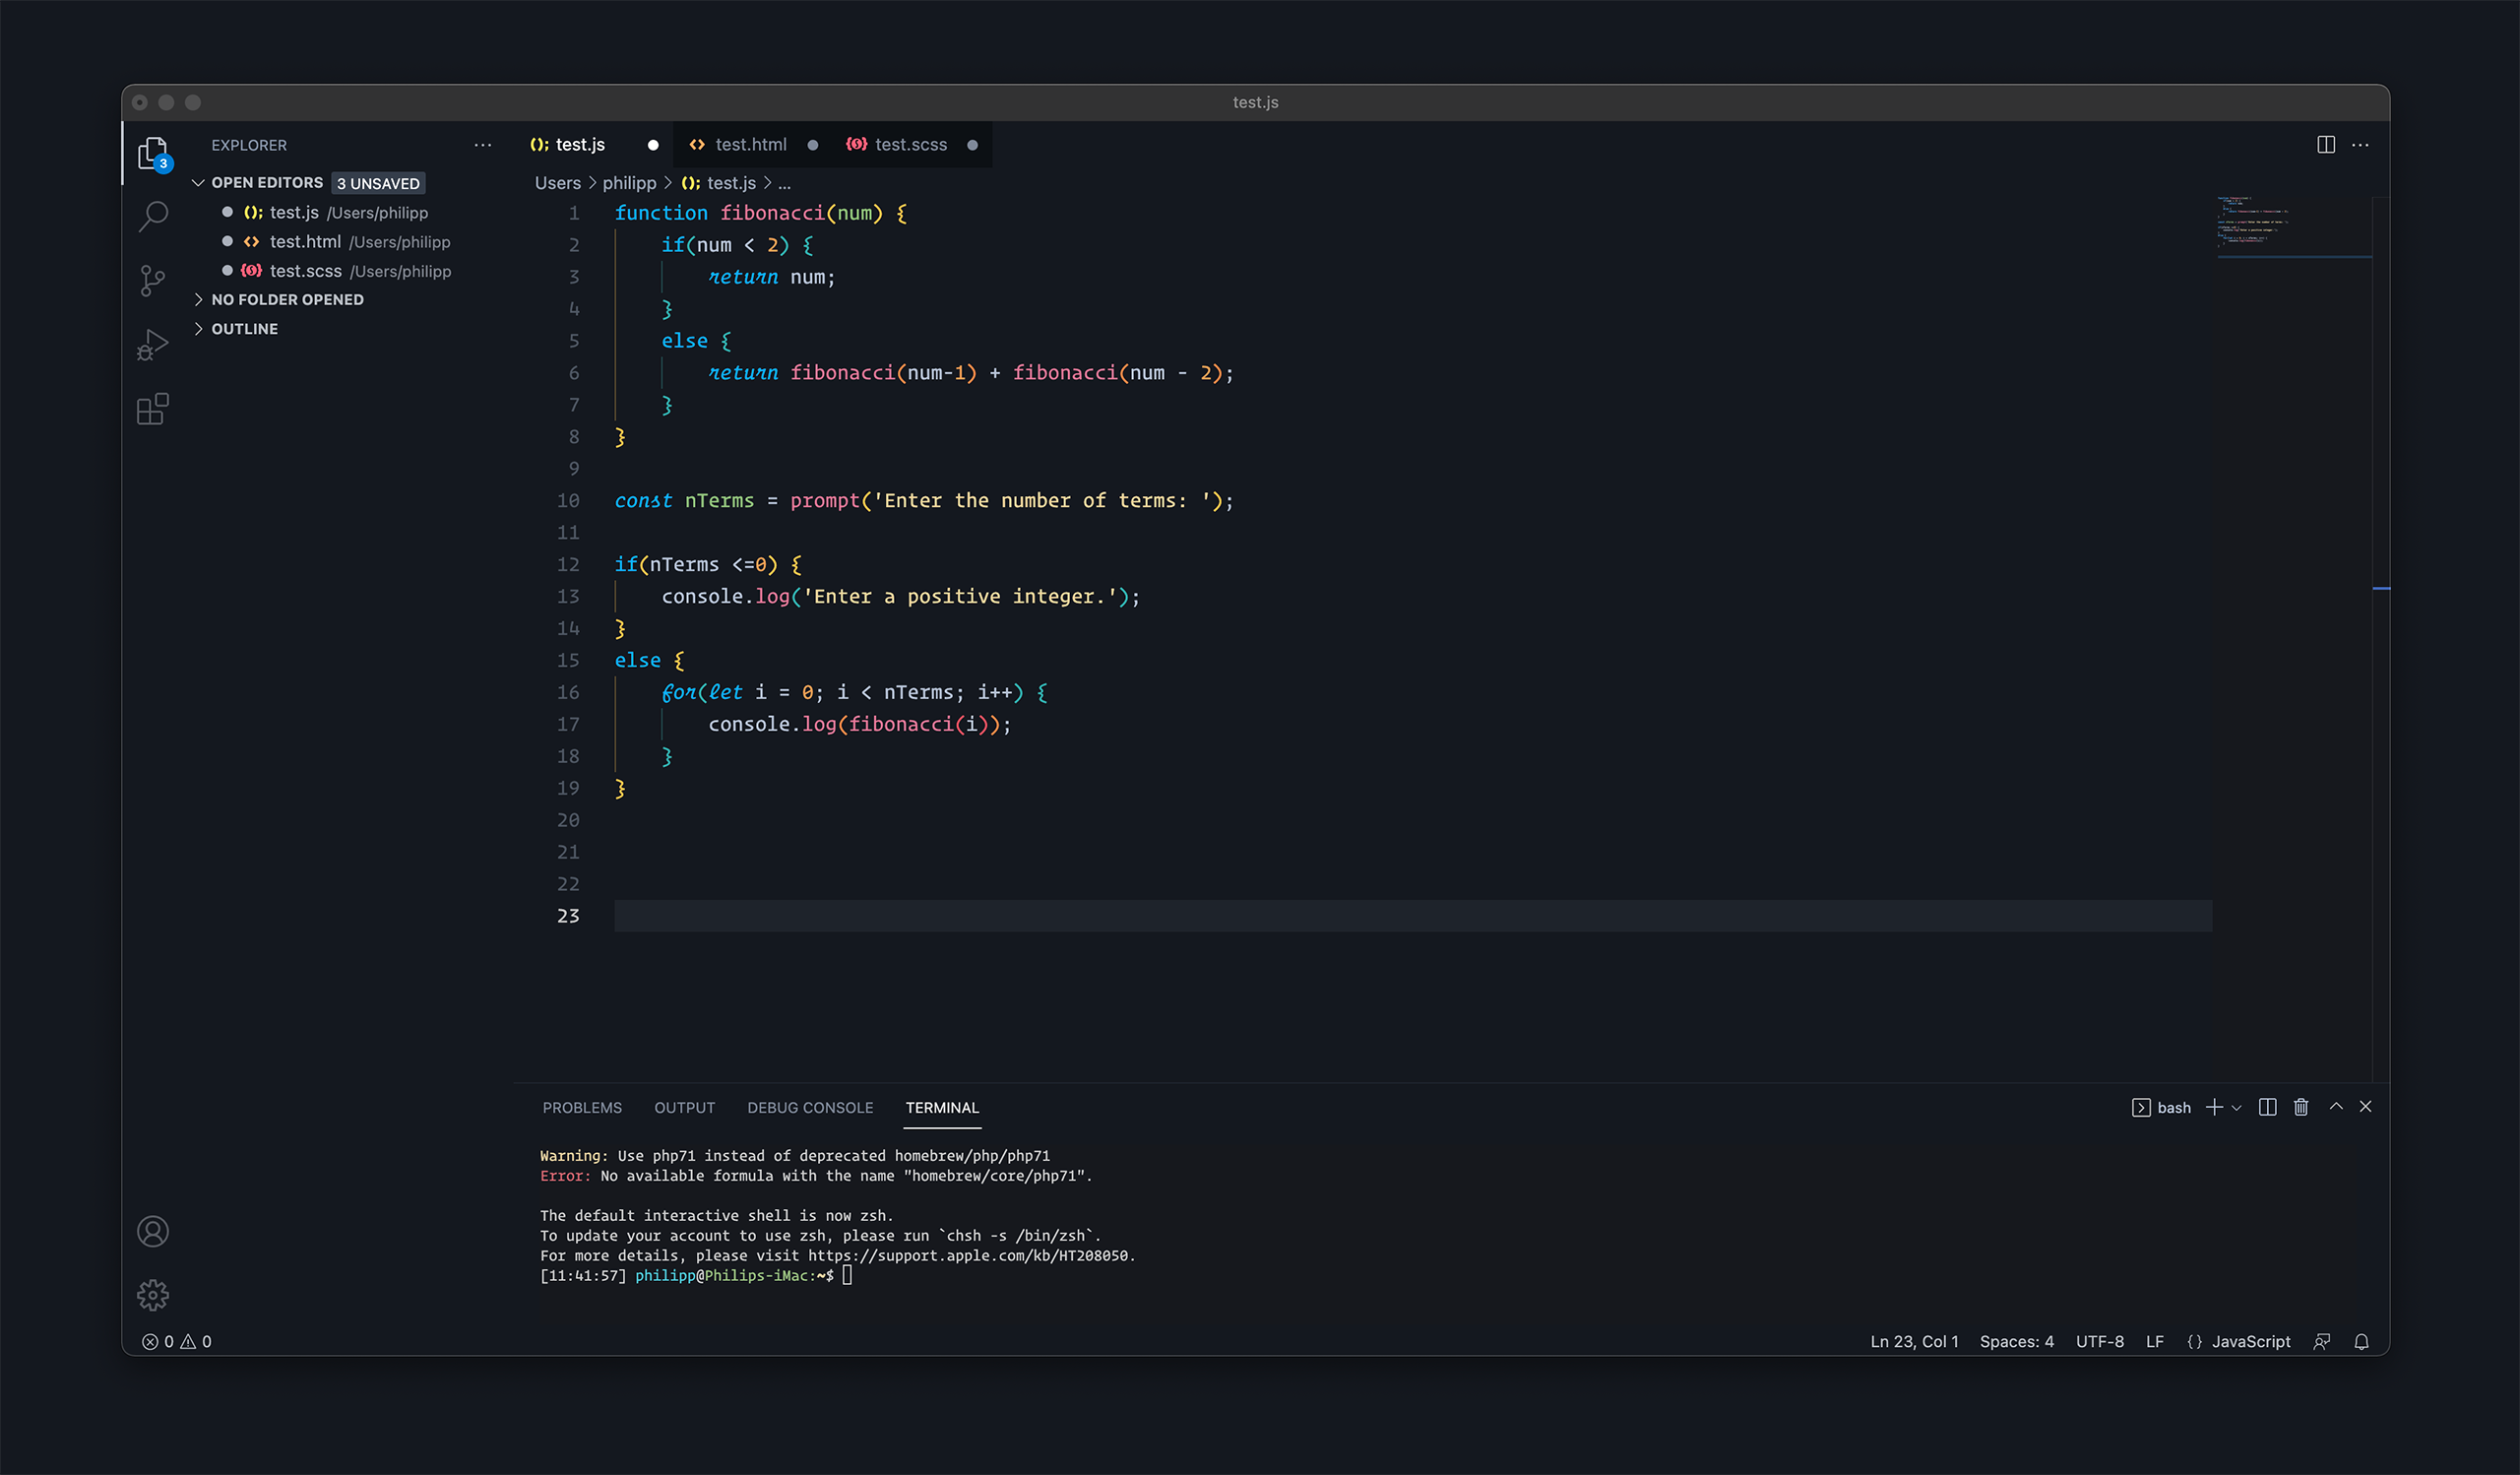 test.js
EXPLORER
OPEN EDITORS 3 UNSAVED
test.js /Users/philipp
test.html /Users/philipp
test.scss /Users/philipp
NO FOLDER OPENED
OUTLINE
3
(); test.js
<> test.html
{S} test.scss
Users > philipp > (); test.js > ...
1 function fibonacci(num) {
2     if(num < 2) {
3         return num;
4     }
5     else {
6         return fibonacci(num-1) + fibonacci(num - 2);
7     }
8 }
9
10 const nTerms = prompt('Enter the number of terms: ');
11
12 if(nTerms <=0) {
13     console.log('Enter a positive integer.');
14 }
15 else {
16     for(let i = 0; i < nTerms; i++) {
17         console.log(fibonacci(i));
18     }
19 }
20
21
22
23
PROBLEMS OUTPUT DEBUG CONSOLE TERMINAL bash
Warning: Use php71 instead of deprecated homebrew/php/php71
Error: No available formula with the name "homebrew/core/php71".
The default interactive shell is now zsh.
To update your account to use zsh, please run `chsh -s /bin/zsh`.
For more details, please visit https://support.apple.com/kb/HT208050.
[11:41:57] philipp@Philips-iMac:~$
0 0 Ln 23, Col 1 Spaces: 4 UTF-8 LF {} JavaScript